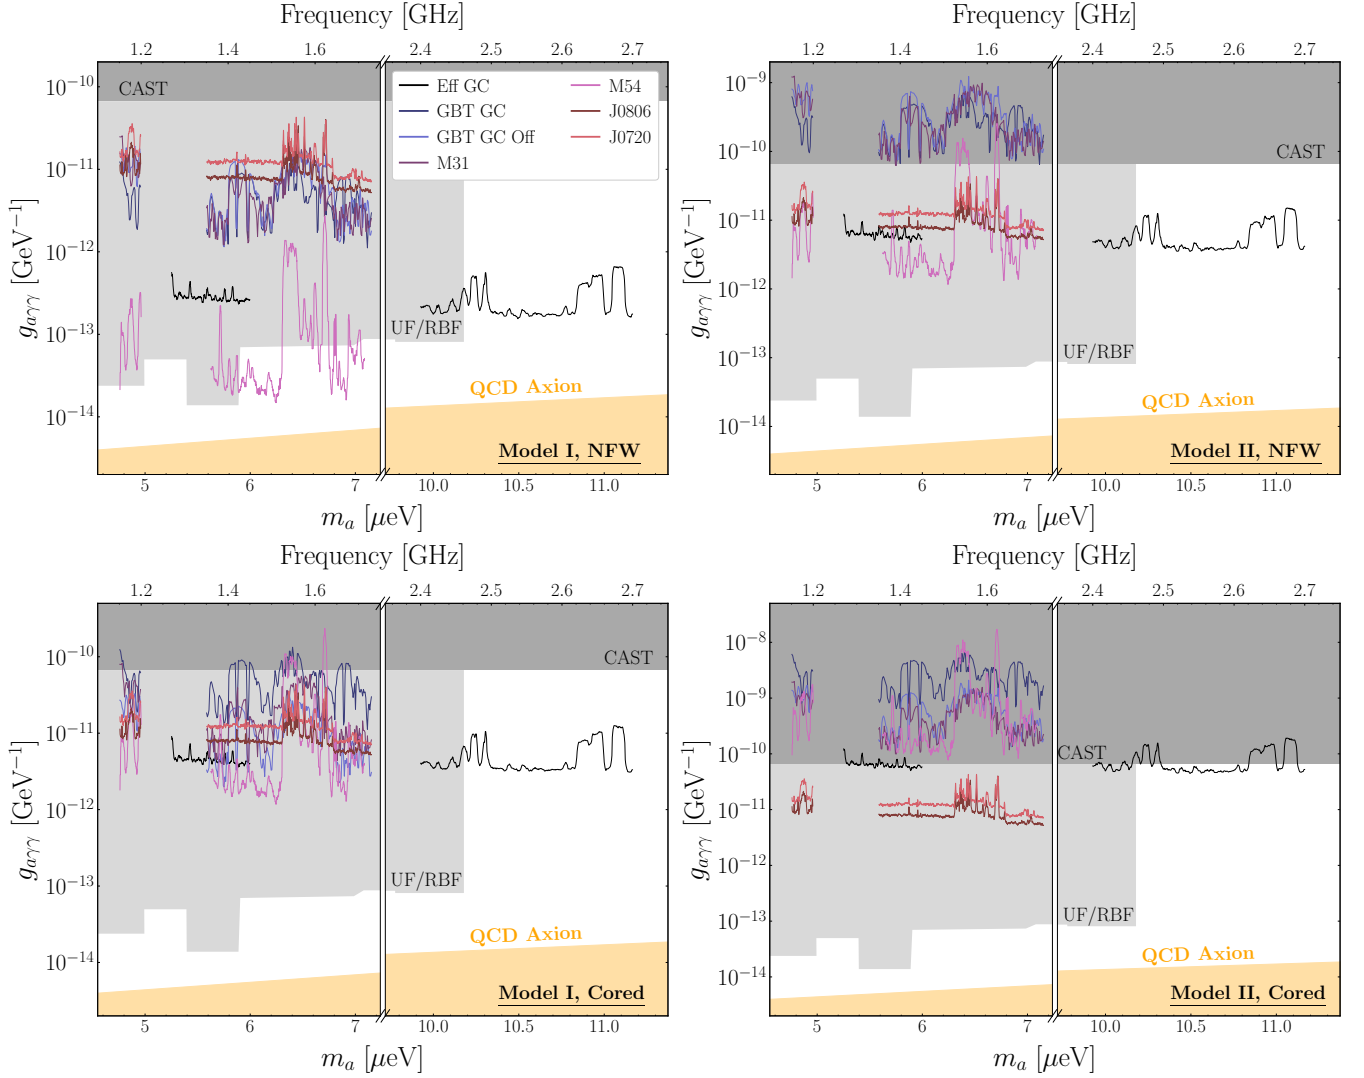 Frequency [GHz]
1.2 1.4 1.6 2.4 2.5 2.6 2.7
10⁻¹⁰
10⁻¹¹
10⁻¹²
10⁻¹³
10⁻¹⁴
g_{aγγ} [GeV⁻¹]
CAST
Eff GC
GBT GC
GBT GC Off
M31
M54
J0806
J0720
UF/RBF
QCD Axion
Model I, NFW
5 6 7 10.0 10.5 11.0
m_a [μeV]
Frequency [GHz]
1.2 1.4 1.6 2.4 2.5 2.6 2.7
10⁻⁹
10⁻¹⁰
10⁻¹¹
10⁻¹²
10⁻¹³
10⁻¹⁴
g_{aγγ} [GeV⁻¹]
CAST
UF/RBF
QCD Axion
Model II, NFW
5 6 7 10.0 10.5 11.0
m_a [μeV]
Frequency [GHz]
1.2 1.4 1.6 2.4 2.5 2.6 2.7
10⁻¹⁰
10⁻¹¹
10⁻¹²
10⁻¹³
10⁻¹⁴
g_{aγγ} [GeV⁻¹]
CAST
UF/RBF
QCD Axion
Model I, Cored
5 6 7 10.0 10.5 11.0
m_a [μeV]
Frequency [GHz]
1.2 1.4 1.6 2.4 2.5 2.6 2.7
10⁻⁸
10⁻⁹
10⁻¹⁰
10⁻¹¹
10⁻¹²
10⁻¹³
10⁻¹⁴
g_{aγγ} [GeV⁻¹]
CAST
UF/RBF
QCD Axion
Model II, Cored
5 6 7 10.0 10.5 11.0
m_a [μeV]